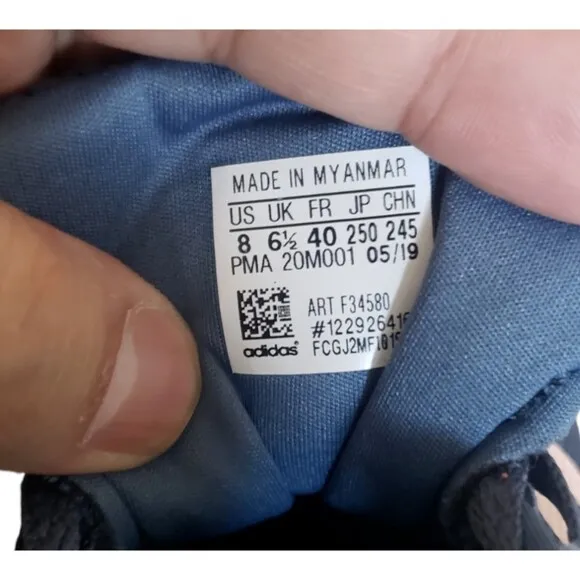 MADE IN MYANMAR
US UK FR JP CHN
8 6½ 40 250 245
PMA 20M001 05/19
ART F34580
adidas